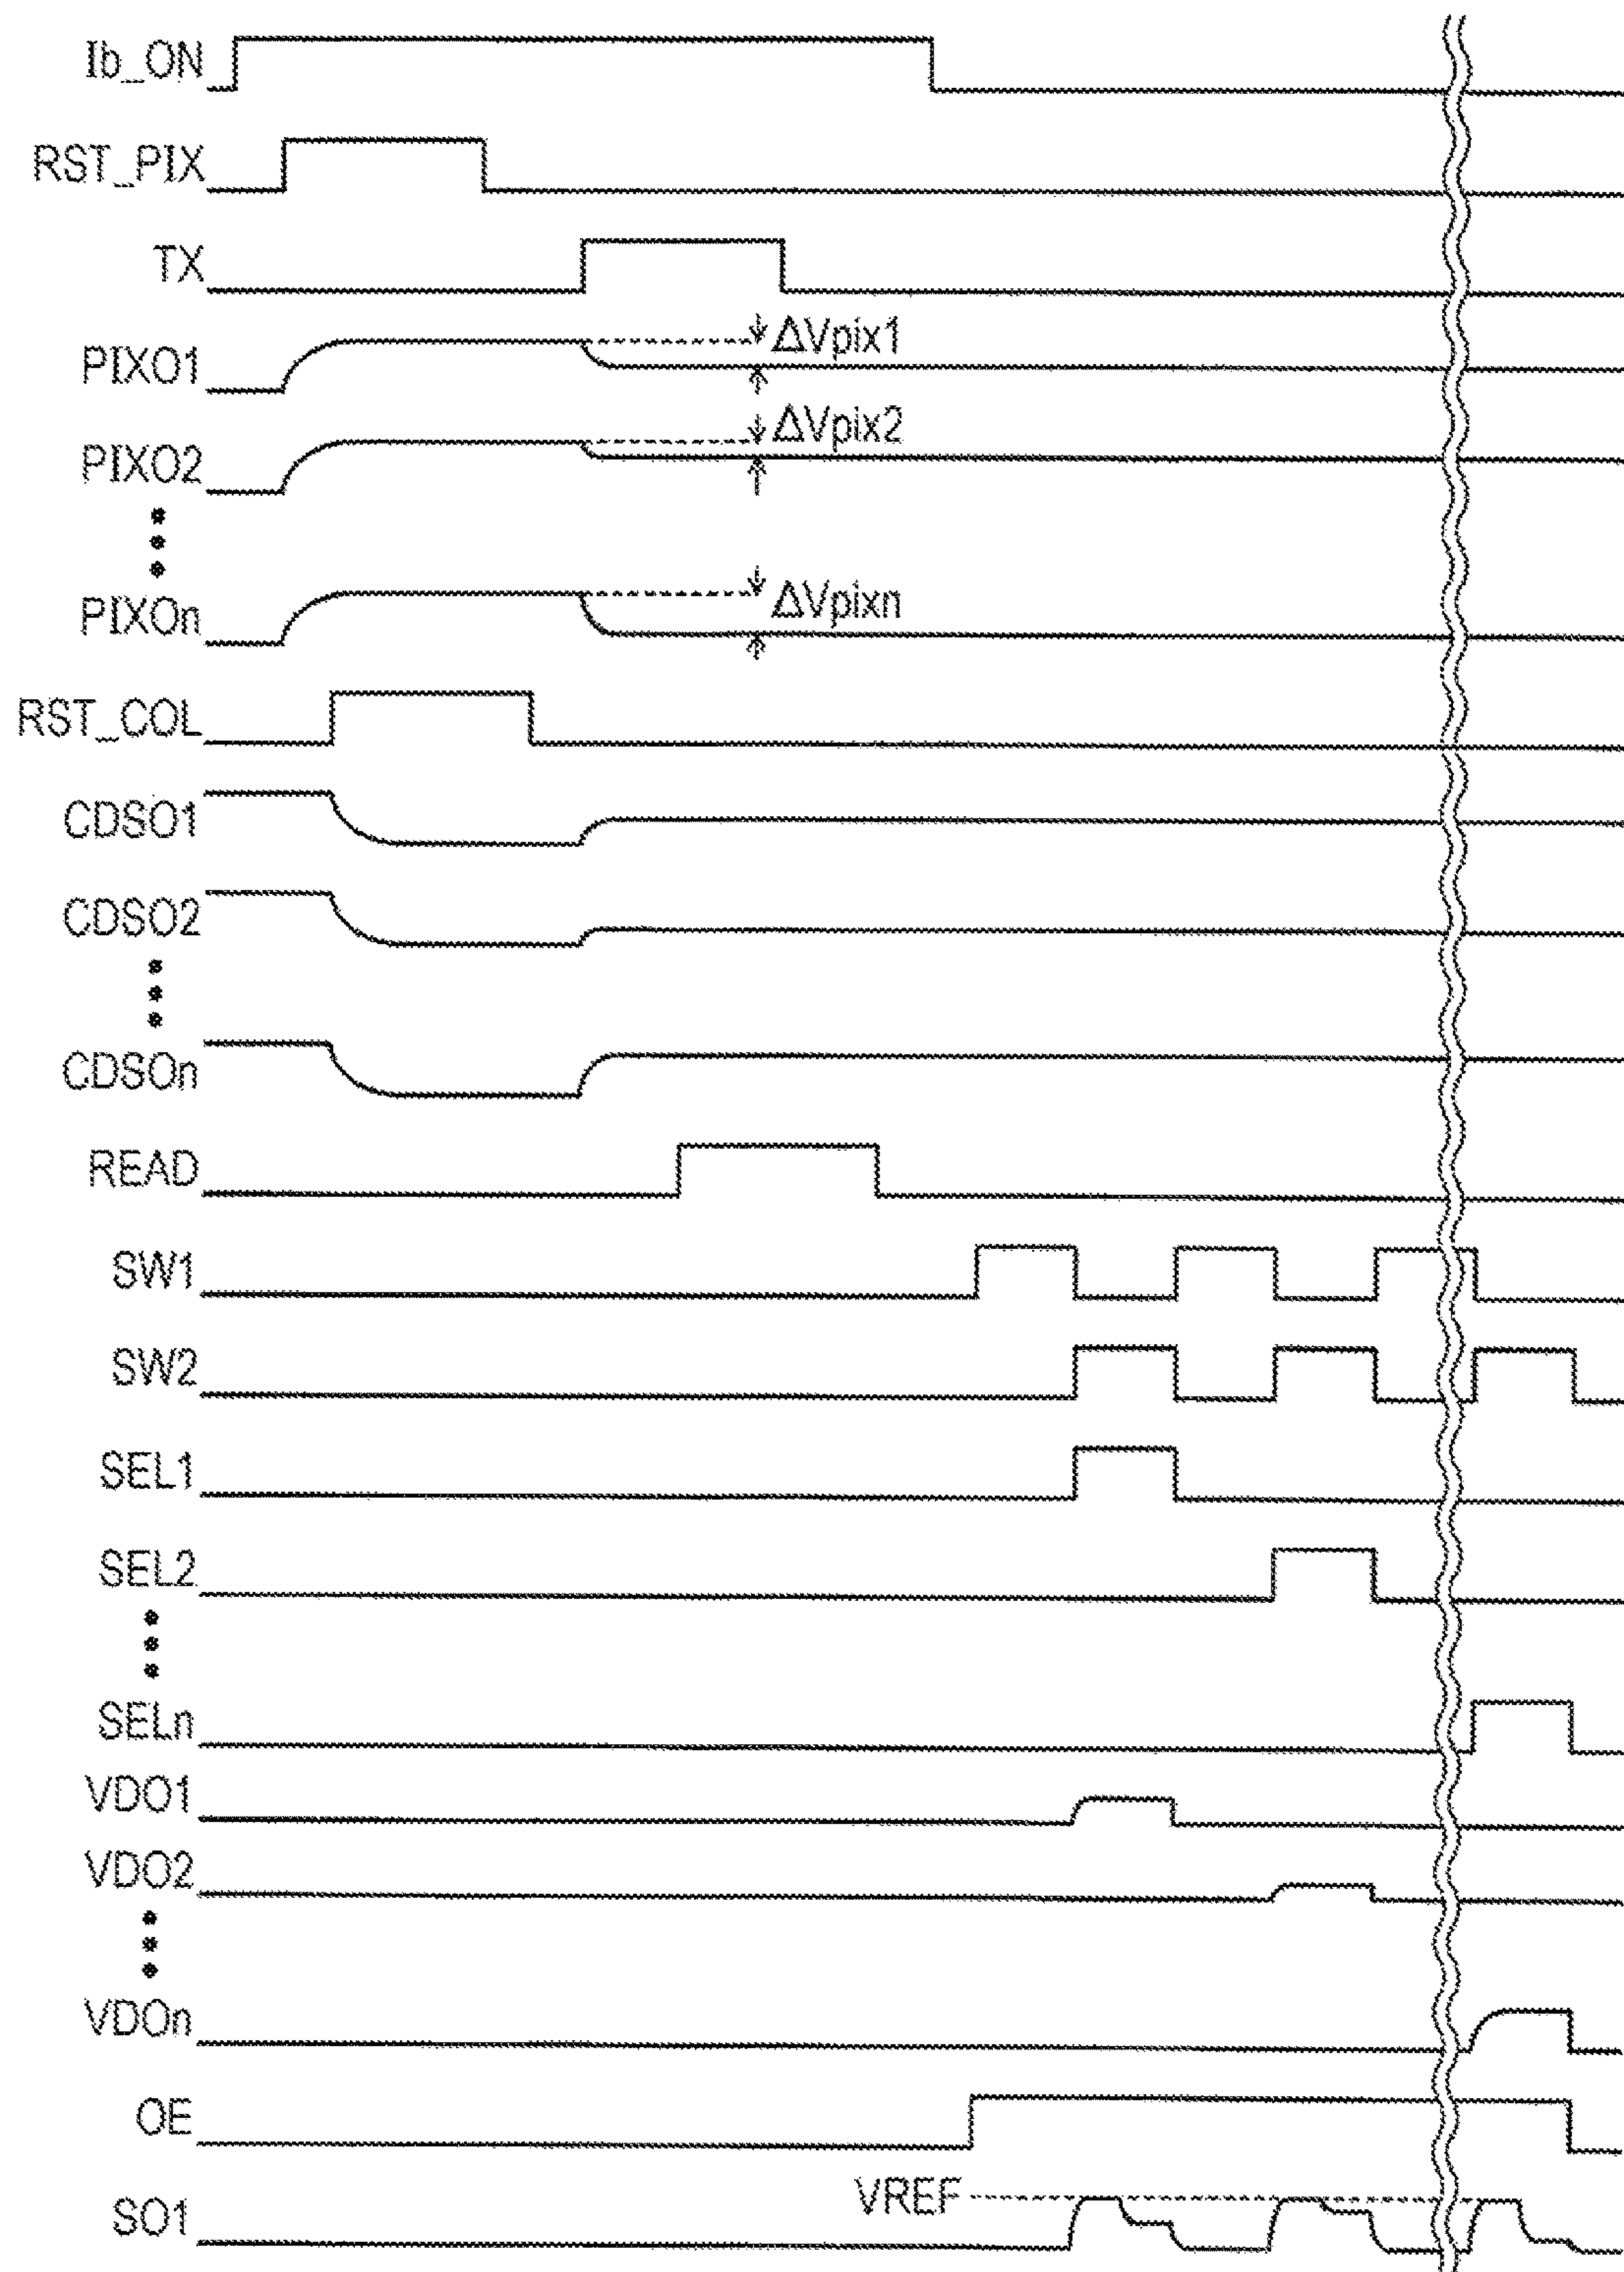 Ib_ON
RST_PIX
TX
PIXO1
ΔVpix1
PIXO2
ΔVpix2
PIXOn
ΔVpixn
RST_COL
CDSO1
CDSO2
CDSOn
READ
SW1
SW2
SEL1
SEL2
SELn
VDO1
VDO2
VDOn
OE
VREF
SO1